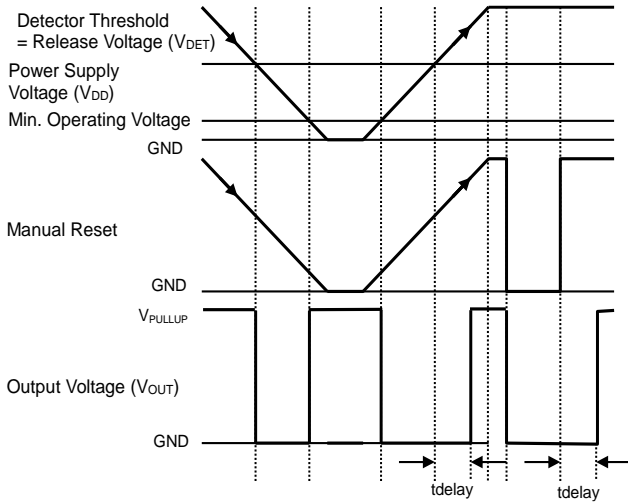 Detector Threshold
= Release Voltage (VDET)
Power Supply
Voltage (VDD)
Min. Operating Voltage
GND
Manual Reset
GND
VPULLUP
Output Voltage (VOUT)
GND
tdelay
tdelay